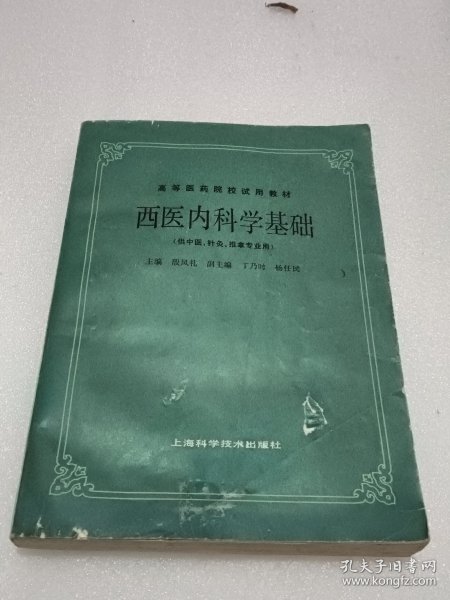 高等医药院校试用教材
西医内科学基础
(供中医、针灸、推拿专业用)
主编 殷凤礼 副主编 丁乃时 杨任民
上海科学技术出版社
孔夫子旧书网
www.kongfz.com